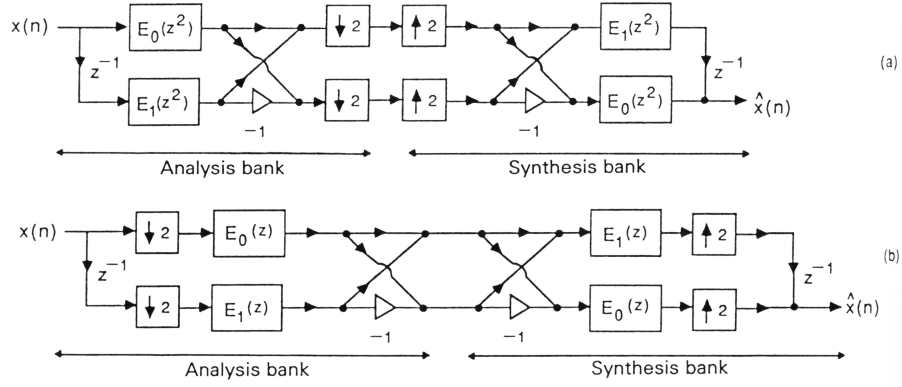 x(n) E₀(z²) ↓ 2 ↑ 2 E₁(z²)
z⁻¹ z⁻¹ (a)
E₁(z²) ↓ 2 ↑ 2 E₀(z²) x̂(n)
−1 −1
Analysis bank Synthesis bank
x(n) ↓ 2 E₀(z) E₁(z) ↑ 2
z⁻¹ z⁻¹ (b)
↓ 2 E₁(z) E₀(z) ↑ 2 x̂(n)
−1 −1
Analysis bank Synthesis bank